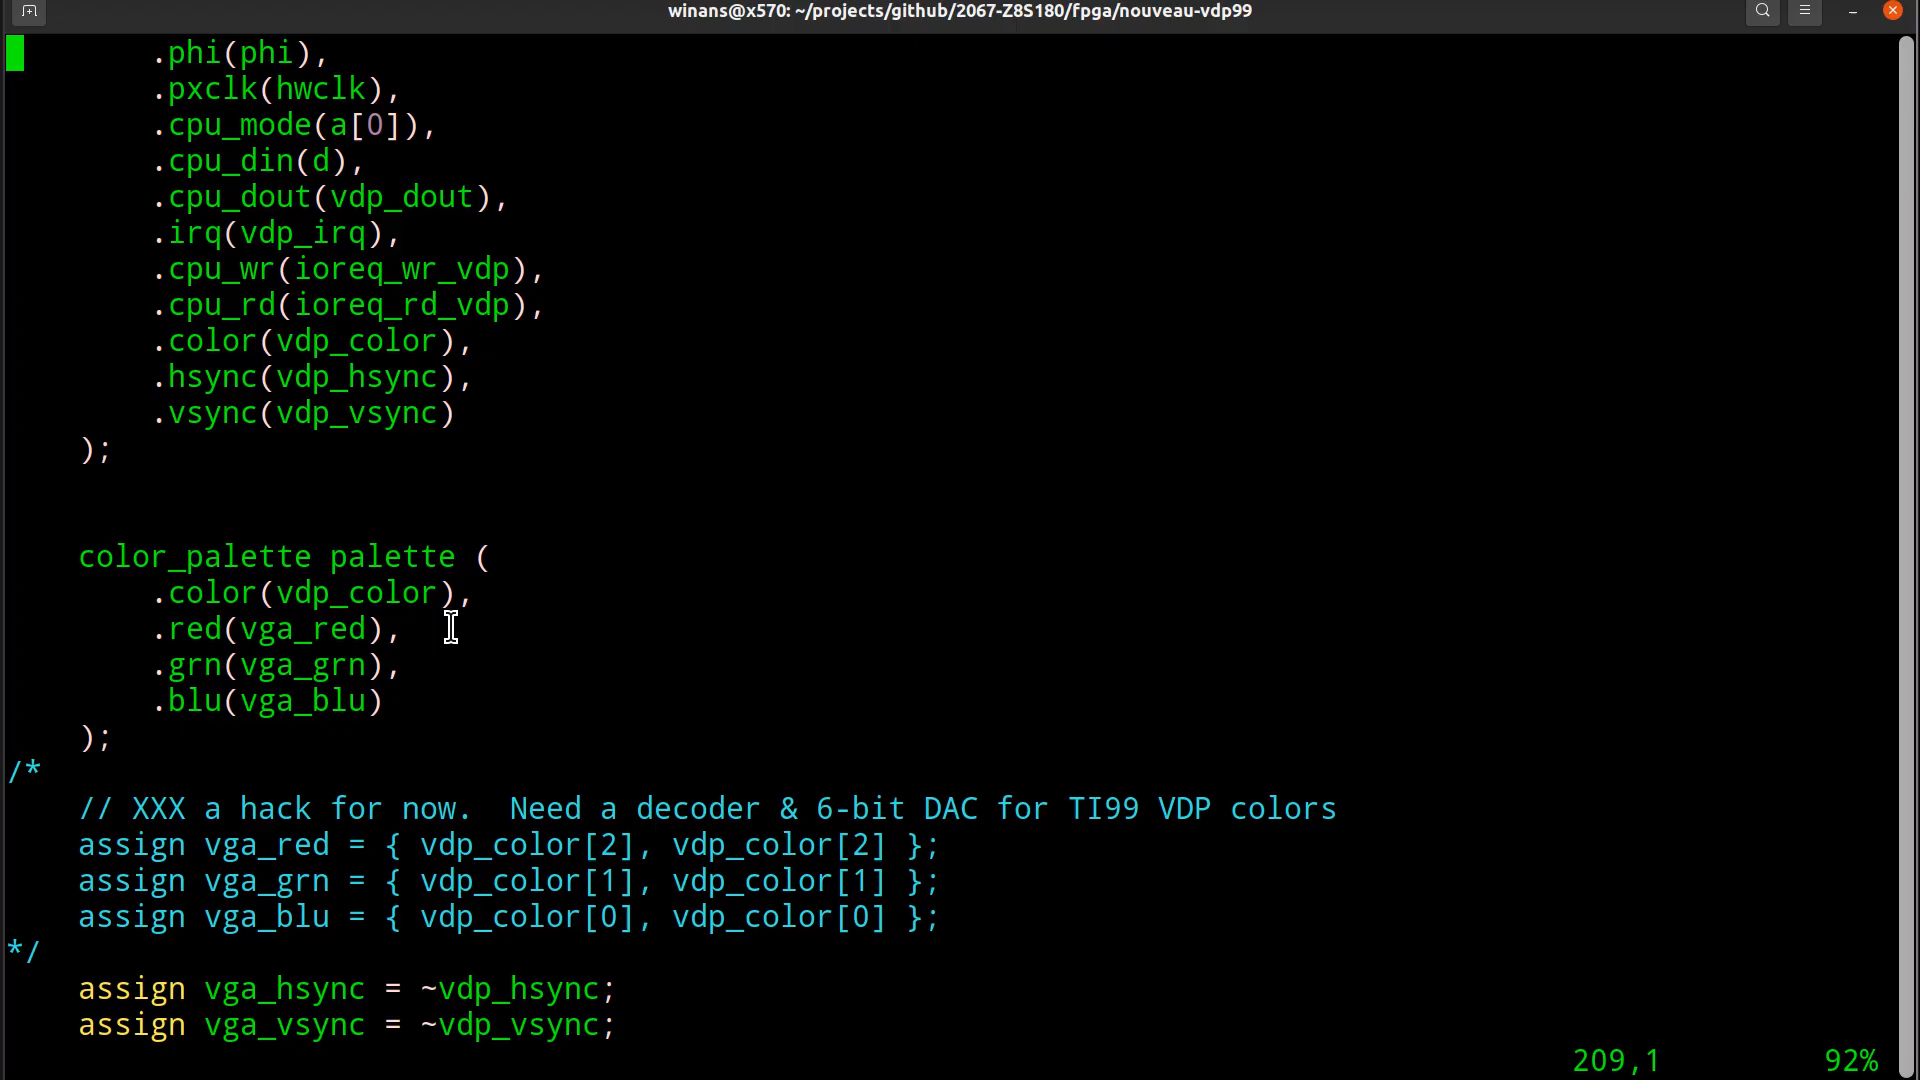 winans@x570: ~/projects/github/2067-Z8S180/fpga/nouveau-vdp99
.phi(phi),
.pxclk(hwclk),
.cpu_mode(a[0]),
.cpu_din(d),
.cpu_dout(vdp_dout),
.irq(vdp_irq),
.cpu_wr(ioreq_wr_vdp),
.cpu_rd(ioreq_rd_vdp),
.color(vdp_color),
.hsync(vdp_hsync),
.vsync(vdp_vsync)
);
color_palette palette (
.color(vdp_color),
.red(vga_red),
.grn(vga_grn),
.blu(vga_blu)
);
/*
// XXX a hack for now.  Need a decoder & 6-bit DAC for TI99 VDP colors
assign vga_red = { vdp_color[2], vdp_color[2] };
assign vga_grn = { vdp_color[1], vdp_color[1] };
assign vga_blu = { vdp_color[0], vdp_color[0] };
*/
assign vga_hsync = ~vdp_hsync;
assign vga_vsync = ~vdp_vsync;
209,1 92%